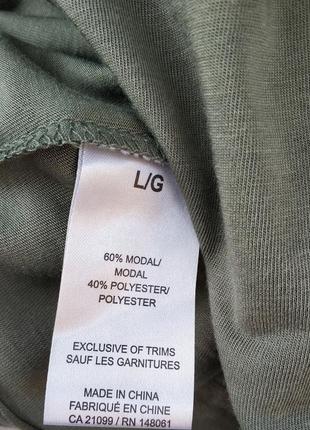 L/G
60% MODAL/
MODAL
40% POLYESTER/
POLYESTER
EXCLUSIVE OF TRIMS
SAUF LES GARNITURES
MADE IN CHINA
FABRIQUÉ EN CHINE
CA 21099 / RN 148061